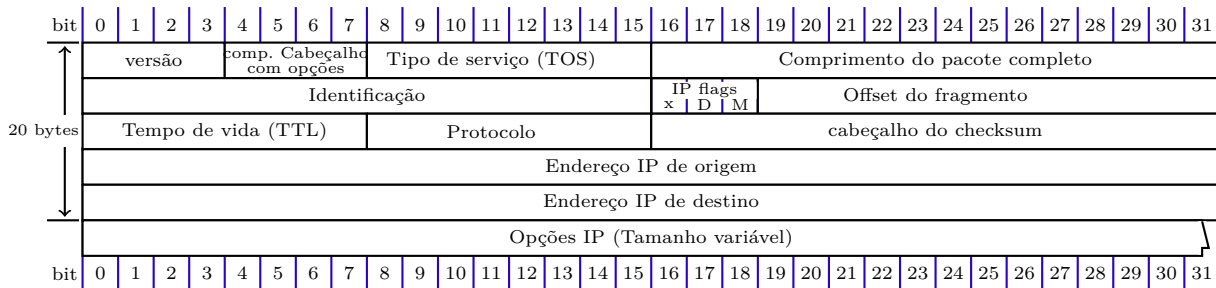 bit 0 1 2 3 4 5 6 7 8 9 10 11 12 13 14 15 16 17 18 19 20 21 22 23 24 25 26 27 28 29 30 31
versão
comp. Cabeçalho
com opções
Tipo de serviço (TOS)
Comprimento do pacote completo
Identificação
IP flags
x D M
Offset do fragmento
20 bytes
Tempo de vida (TTL)
Protocolo
cabeçalho do checksum
Endereço IP de origem
Endereço IP de destino
Opções IP (Tamanho variável)
bit 0 1 2 3 4 5 6 7 8 9 10 11 12 13 14 15 16 17 18 19 20 21 22 23 24 25 26 27 28 29 30 31